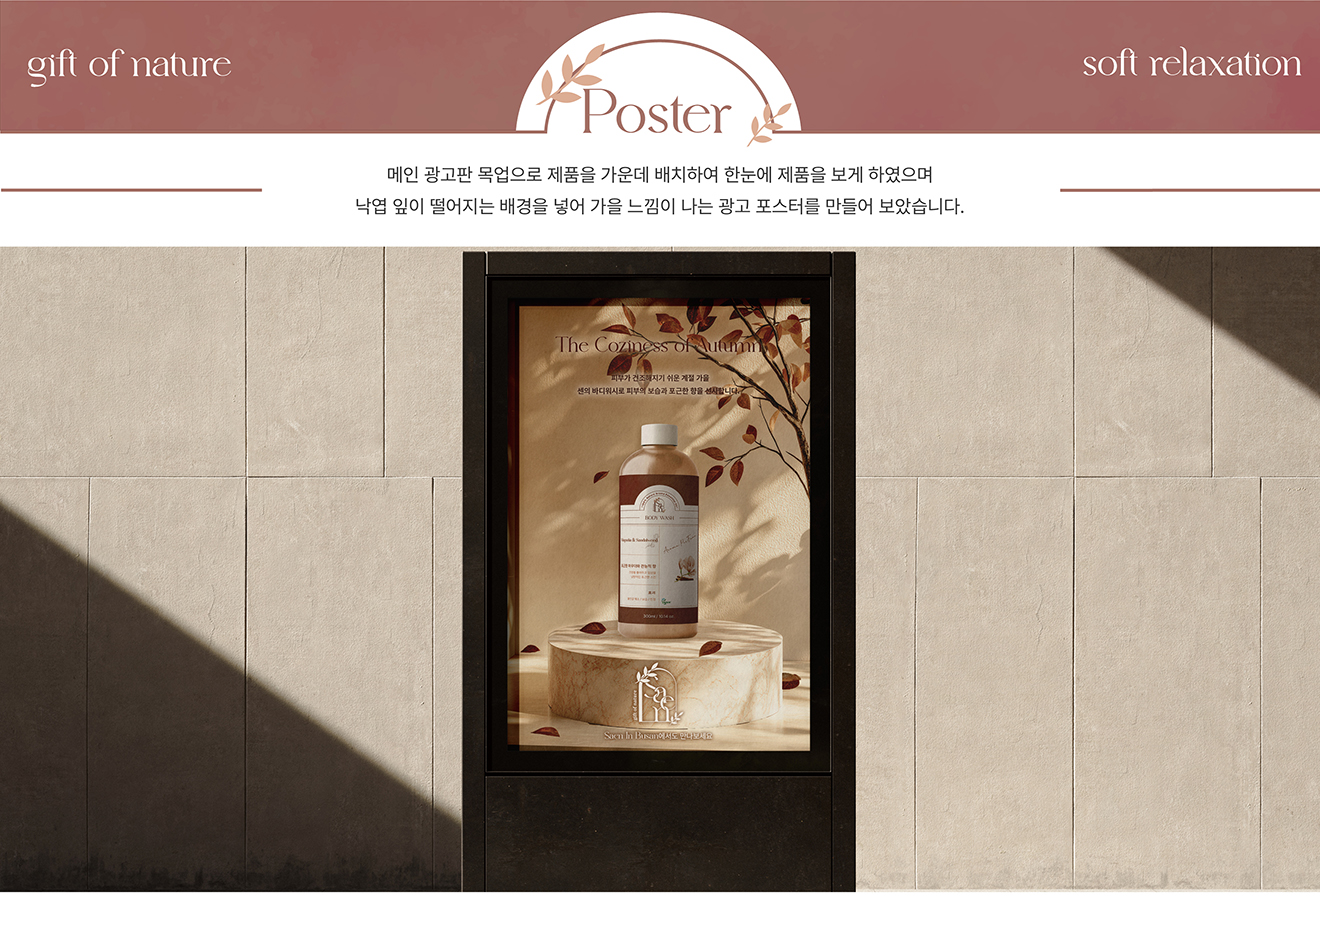 gift of nature
Poster
soft relaxation
메인 광고판 목업으로 제품을 가운데 배치하여 한눈에 제품을 보게 하였으며
낙엽 잎이 떨어지는 배경을 넣어 가을 느낌이 나는 광고 포스터를 만들어 보았습니다.
The Coziness of Autumn
피부가 건조해지기 쉬운 계절 가을
센의 바디워시로 피부의 보습과 포근한 향을 선사합니다.
BODY WASH
gift of nature
Saen
Saen In Busan에서도 만나보세요